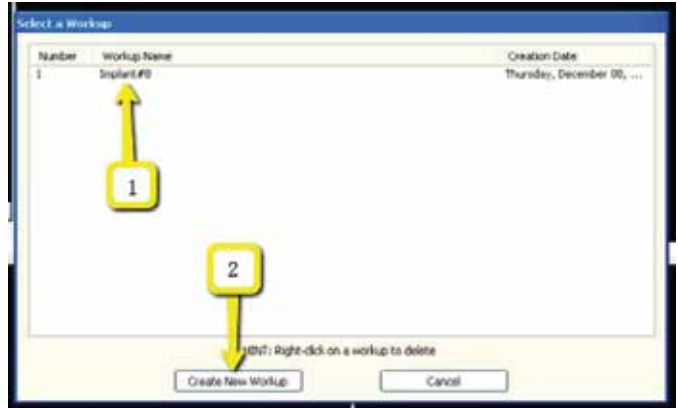 Select a Workup
Number Workup Name Creation Date
1 Implant#8 Thursday, December 08, ...
1
2
HINT: Right-click on a workup to delete
Create New Workup Cancel